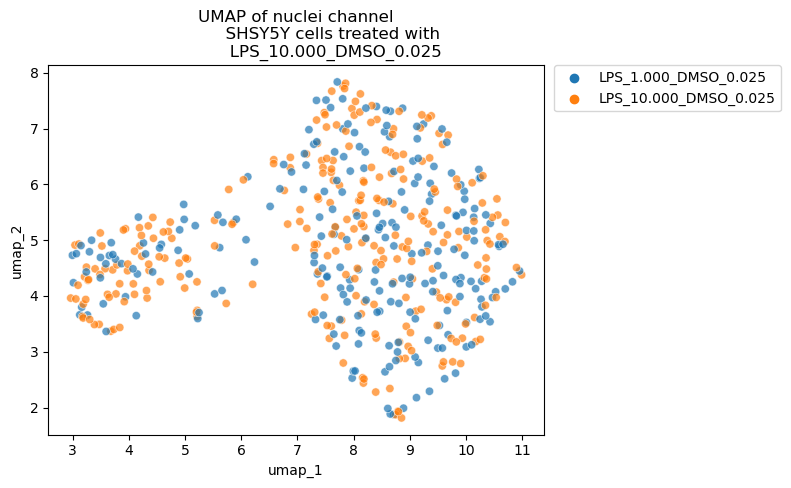 UMAP of nuclei channel
SHSY5Y cells treated with
LPS_10.000_DMSO_0.025
LPS_1.000_DMSO_0.025
LPS_10.000_DMSO_0.025
8
7
6
5
4
3
2
umap_2
3 4 5 6 7 8 9 10 11
umap_1